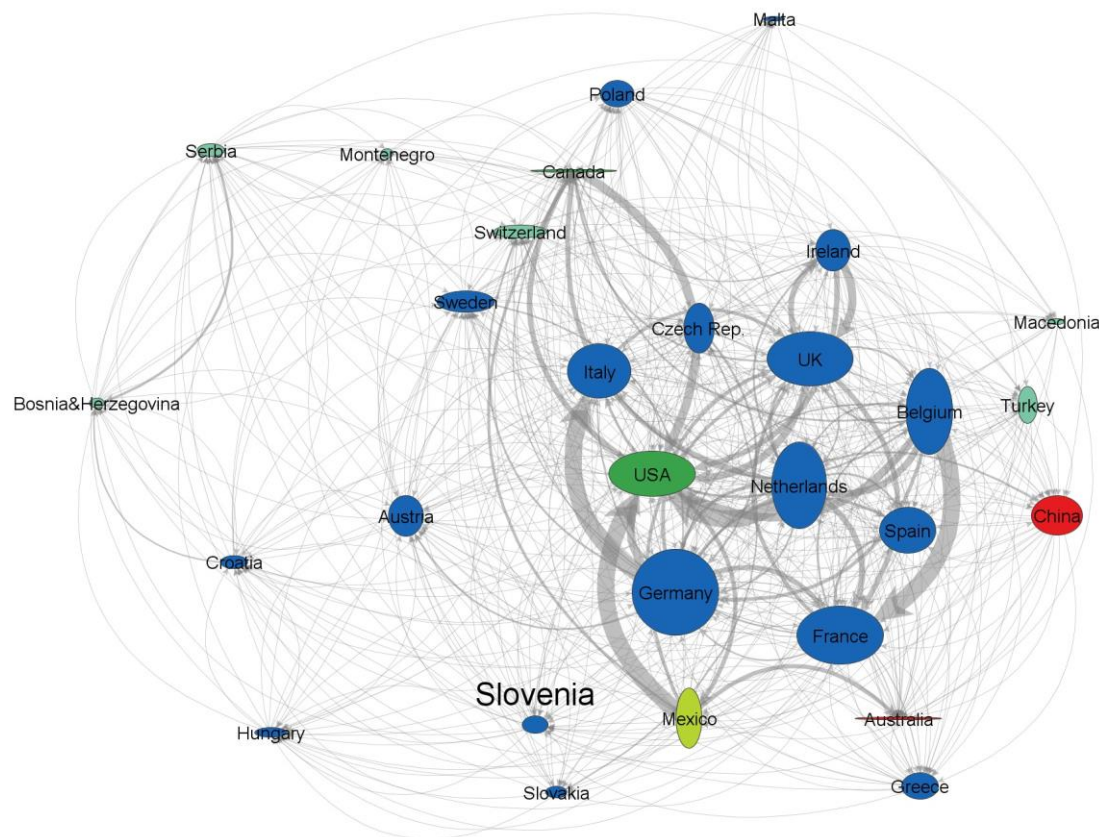 Malta
Poland
Serbia
Montenegro
Canada
Switzerland
Ireland
Sweden
Czech Rep.
Macedonia
Italy
UK
Bosnia&Herzegovina
Belgium
Turkey
USA
Netherlands
Austria
Spain
China
Croatia
Germany
France
Slovenia
Mexico
Australia
Hungary
Slovakia
Greece